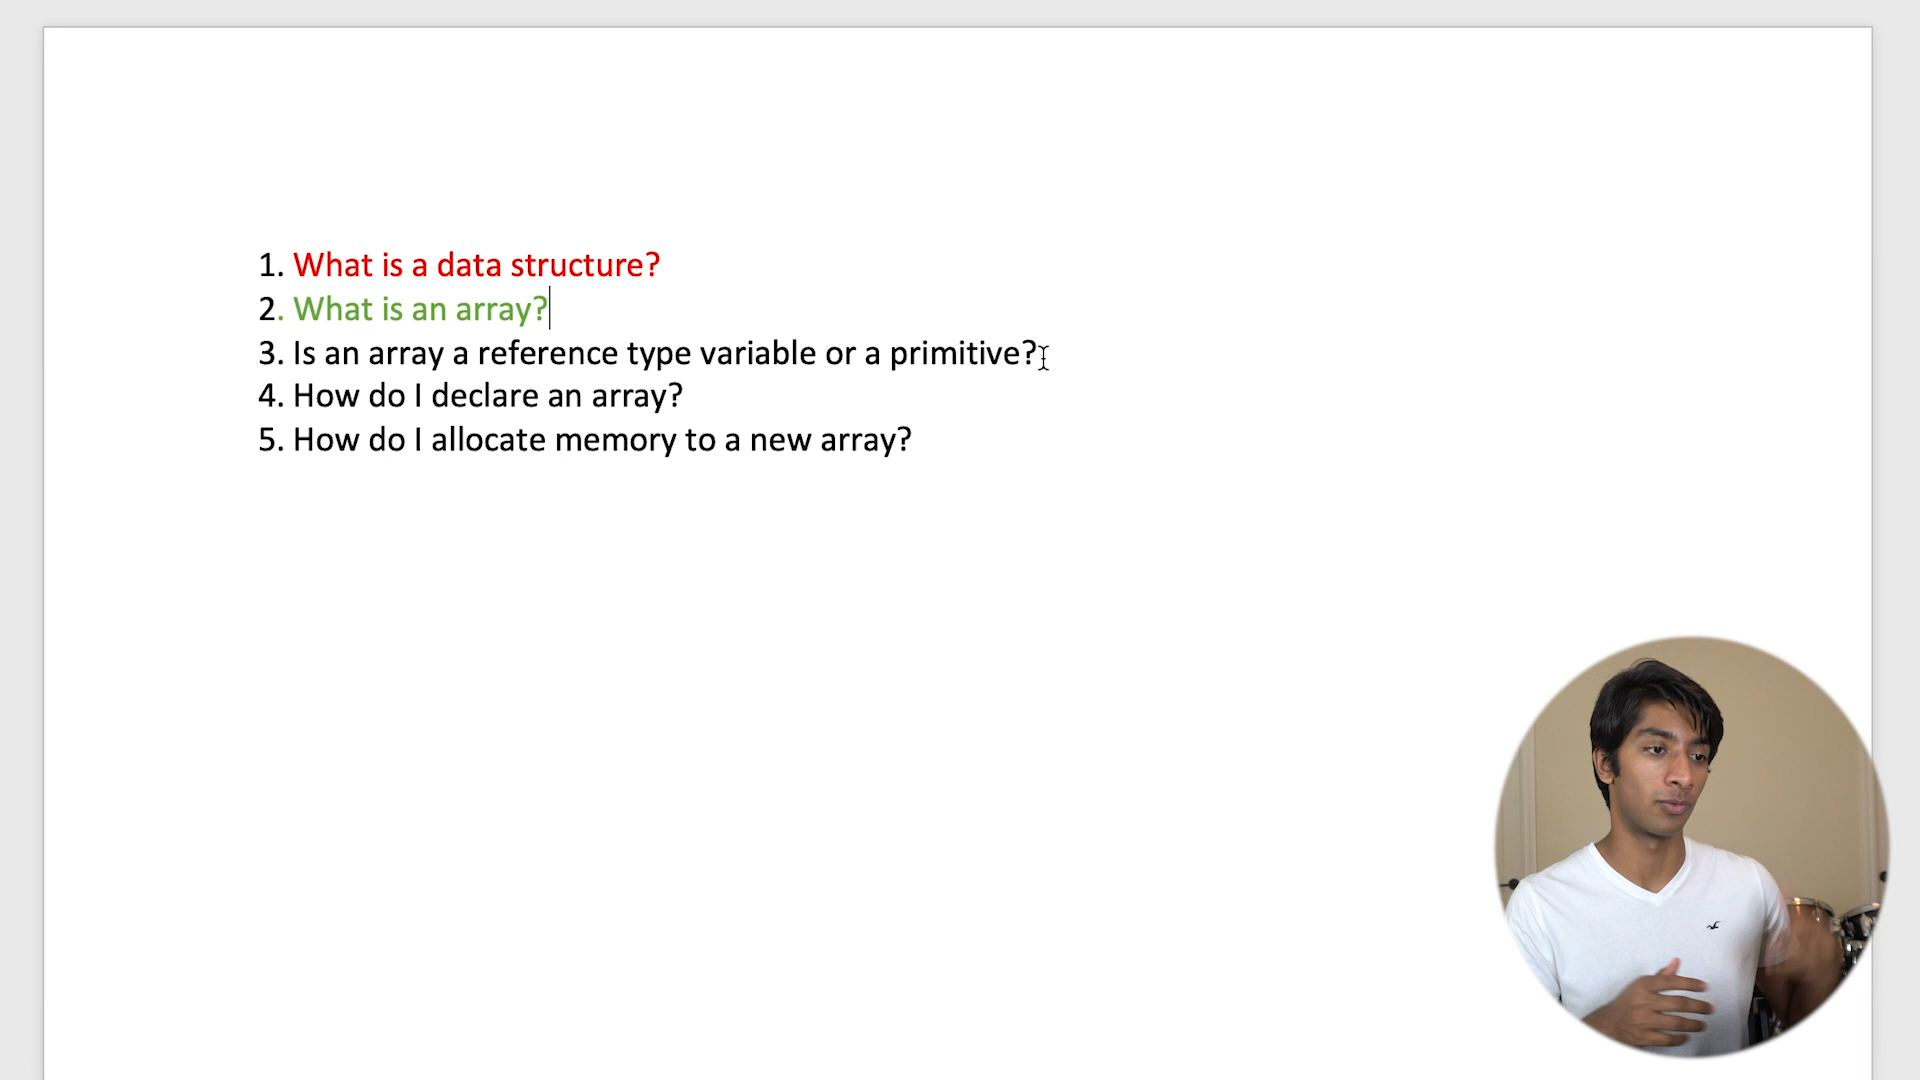 1. What is a data structure?
2. What is an array?
3. Is an array a reference type variable or a primitive?
4. How do I declare an array?
5. How do I allocate memory to a new array?